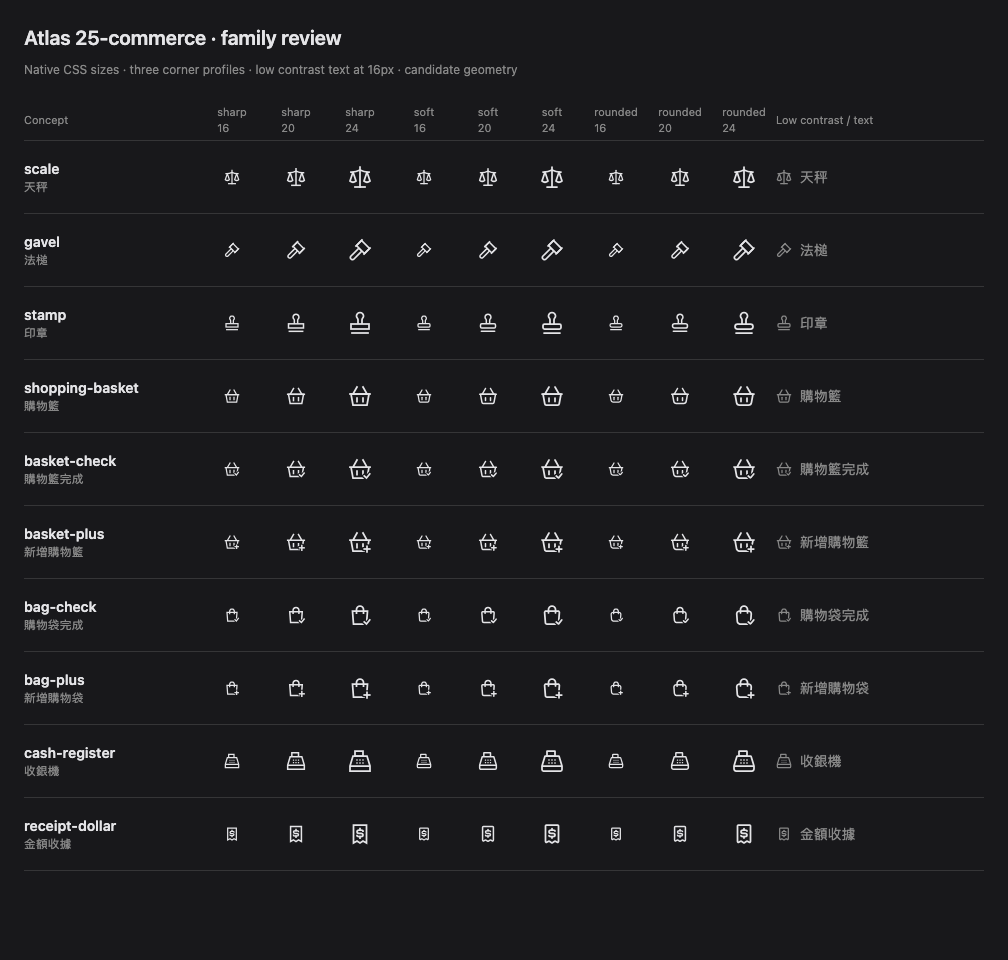 Atlas 25-commerce · family review
Native CSS sizes · three corner profiles · low contrast text at 16px · candidate geometry
Concept sharp 16 sharp 20 sharp 24 soft 16 soft 20 soft 24 rounded 16 rounded 20 rounded 24 Low contrast / text
scale
天秤
天秤
gavel
法槌
法槌
stamp
印章
印章
shopping-basket
購物籃
購物籃
basket-check
購物籃完成
購物籃完成
basket-plus
新增購物籃
新增購物籃
bag-check
購物袋完成
購物袋完成
bag-plus
新增購物袋
新增購物袋
cash-register
收銀機
收銀機
receipt-dollar
金額收據
金額收據